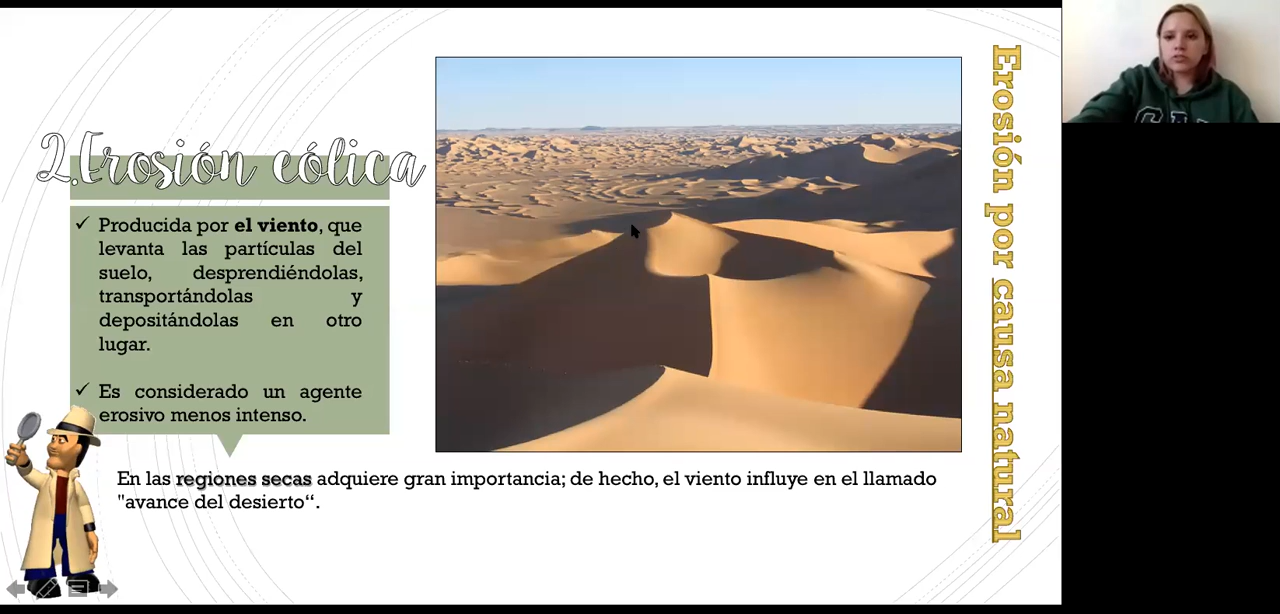 2.Erosión eólica
✓ Producida por el viento, que
levanta las partículas del
suelo, desprendiéndolas,
transportándolas y
depositándolas en otro
lugar.
✓ Es considerado un agente
erosivo menos intenso.
En las regiones secas adquiere gran importancia; de hecho, el viento influye en el llamado
"avance del desierto“.
Erosión por causa natural